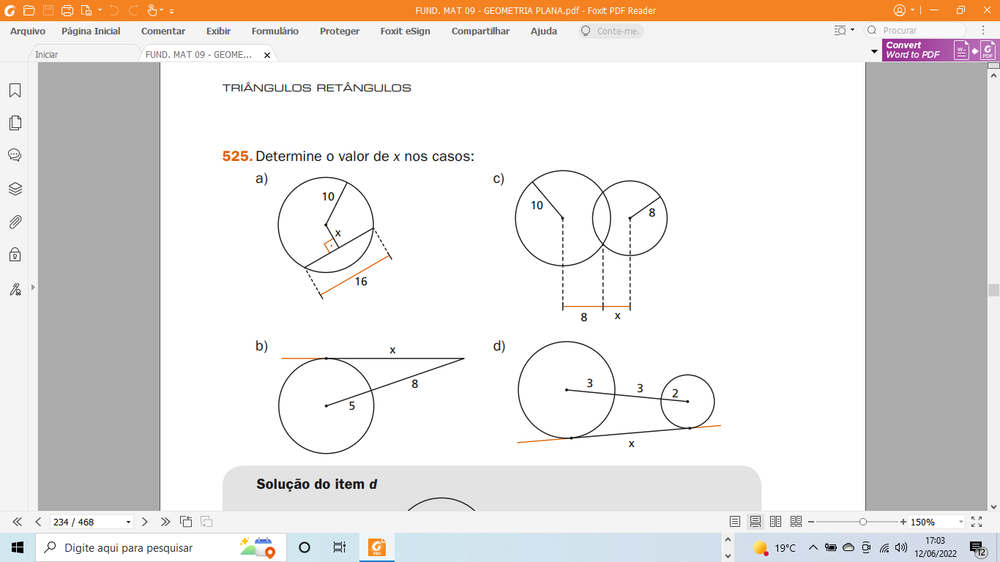 FUND. MAT 09 - GEOMETRIA PLANA.pdf - Foxit PDF Reader
Arquivo Página Inicial Comentar Exibir Formulário Proteger Foxit eSign Compartilhar Ajuda Conte-me. Procurar
Iniciar FUND. MAT 09 - GEOME... Convert
Word to PDF
W PDF
TRIÂNGULOS RETÂNGULOS
525. Determine o valor de x nos casos:
a)
10
x
16
c)
10
8
8
x
b)
x
8
5
d)
3
3
2
x
Solução do item d
234 / 468 150%
Digite aqui para pesquisar
PDF
19°C
17:03
12/06/2022
12